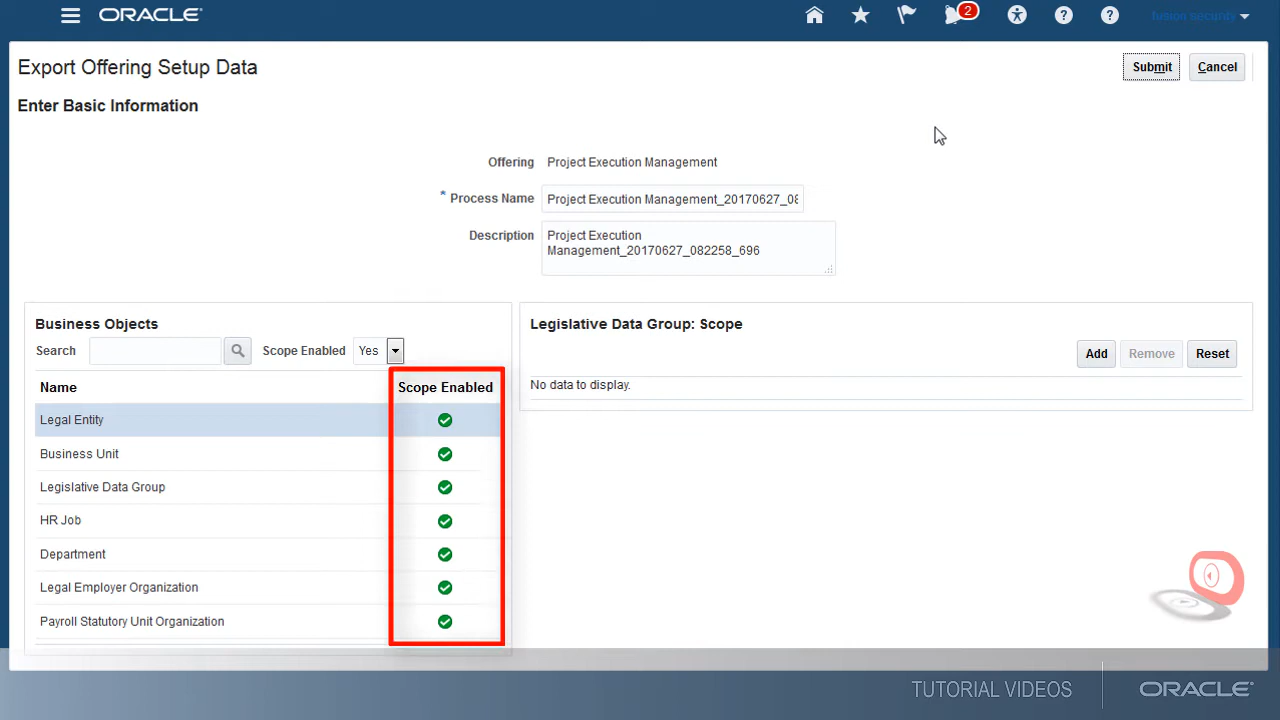 ORACLE
2
fusion security
Export Offering Setup Data
Submit
Cancel
Enter Basic Information
Offering
Project Execution Management
* Process Name
Project Execution Management_20170627_08
Description
Project Execution
Management_20170627_082258_696
Business Objects
Search
Scope Enabled
Yes
Name
Scope Enabled
Legal Entity
Business Unit
Legislative Data Group
HR Job
Department
Legal Employer Organization
Payroll Statutory Unit Organization
Legislative Data Group: Scope
Add
Remove
Reset
No data to display.
TUTORIAL VIDEOS
ORACLE